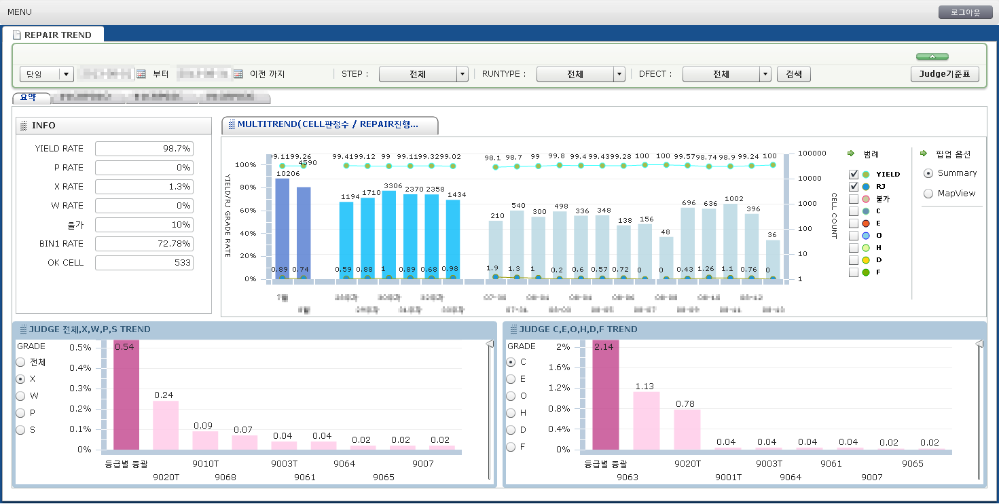 MENU
로그아웃
REPAIR TREND
당일
부터
이전 까지
STEP :
전체
RUNTYPE :
전체
DFECT :
전체
검색
Judge기준표
요약
INFO
YIELD RATE 98.7%
P RATE 0%
X RATE 1.3%
W RATE 0%
불가 10%
BIN1 RATE 72.78%
OK CELL 533
MULTITREND(CELL판정수 / REPAIR진행...
YIELD/RJ GRADE RATE
100%
80%
60%
40%
20%
0%
99.11 99.26 99.41 99.12 99 99.11 99.32 99.02 98.1 98.7 99 99.8 99.4 99.43 99.28 100 100 99.57 98.74 98.9 99.24 100
10206 4590 1194 1710 3306 2370 2358 1434 210 540 300 498 336 348 138 156 48 696 636 1002 396 36
0.89 0.74 0.59 0.88 1 0.89 0.68 0.98 1.9 1.3 1 0.2 0.6 0.57 0.72 0 0 0.43 1.26 1.1 0.76 0
100000
10000
1000
100
10
1
CELL COUNT
범례
YIELD
RJ
불가
C
E
O
H
D
F
팝업 옵션
Summary
MapView
JUDGE 전체,X,W,P,S TREND
GRADE
전체
X
W
P
S
0.5%
0.4%
0.3%
0.2%
0.1%
0%
0.54 0.24 0.09 0.07 0.04 0.04 0.02 0.02 0.02
등급별 총괄 9010T 9003T 9064 9007
9020T 9068 9061 9065
JUDGE C,E,O,H,D,F TREND
GRADE
C
E
O
H
D
F
2%
1.6%
1.2%
0.8%
0.4%
0%
2.14 1.13 0.78 0.04 0.04 0.04 0.04 0.02 0.02
등급별 총괄 9020T 9003T 9061 9065
9063 9001T 9064 9007